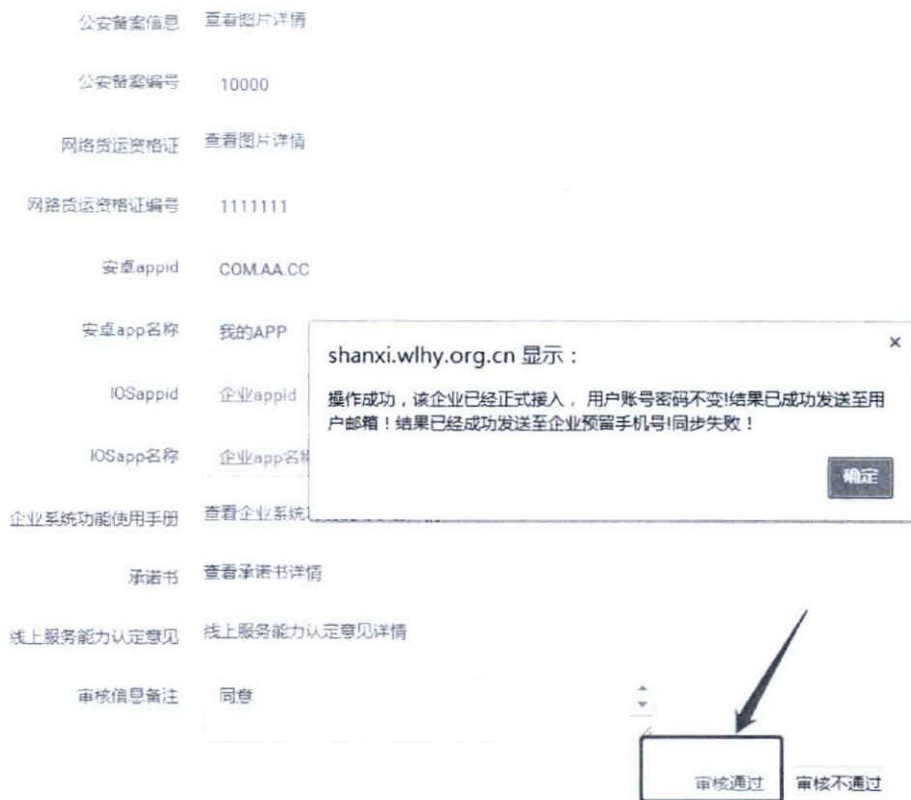 公安备案信息 查看图片详情
公安备案编号 10000
网络货运资格证 查看图片详情
网路货运资格证编号 1111111
安卓appid COM.AA.CC
安卓app名称 我的APP
IOSappid 企业appid
IOSapp名称 企业app名称
企业系统功能使用手册 查看企业系统
承诺书 查看承诺书详情
线上服务能力认定意见 线上服务能力认定意见详情
审核信息备注 同意
shanxi.wlhy.org.cn 显示：
×
操作成功，该企业已经正式接入， 用户账号密码不变!结果已成功发送至用
户邮箱！结果已经成功发送至企业预留手机号!同步失败！
确定
审核通过 审核不通过